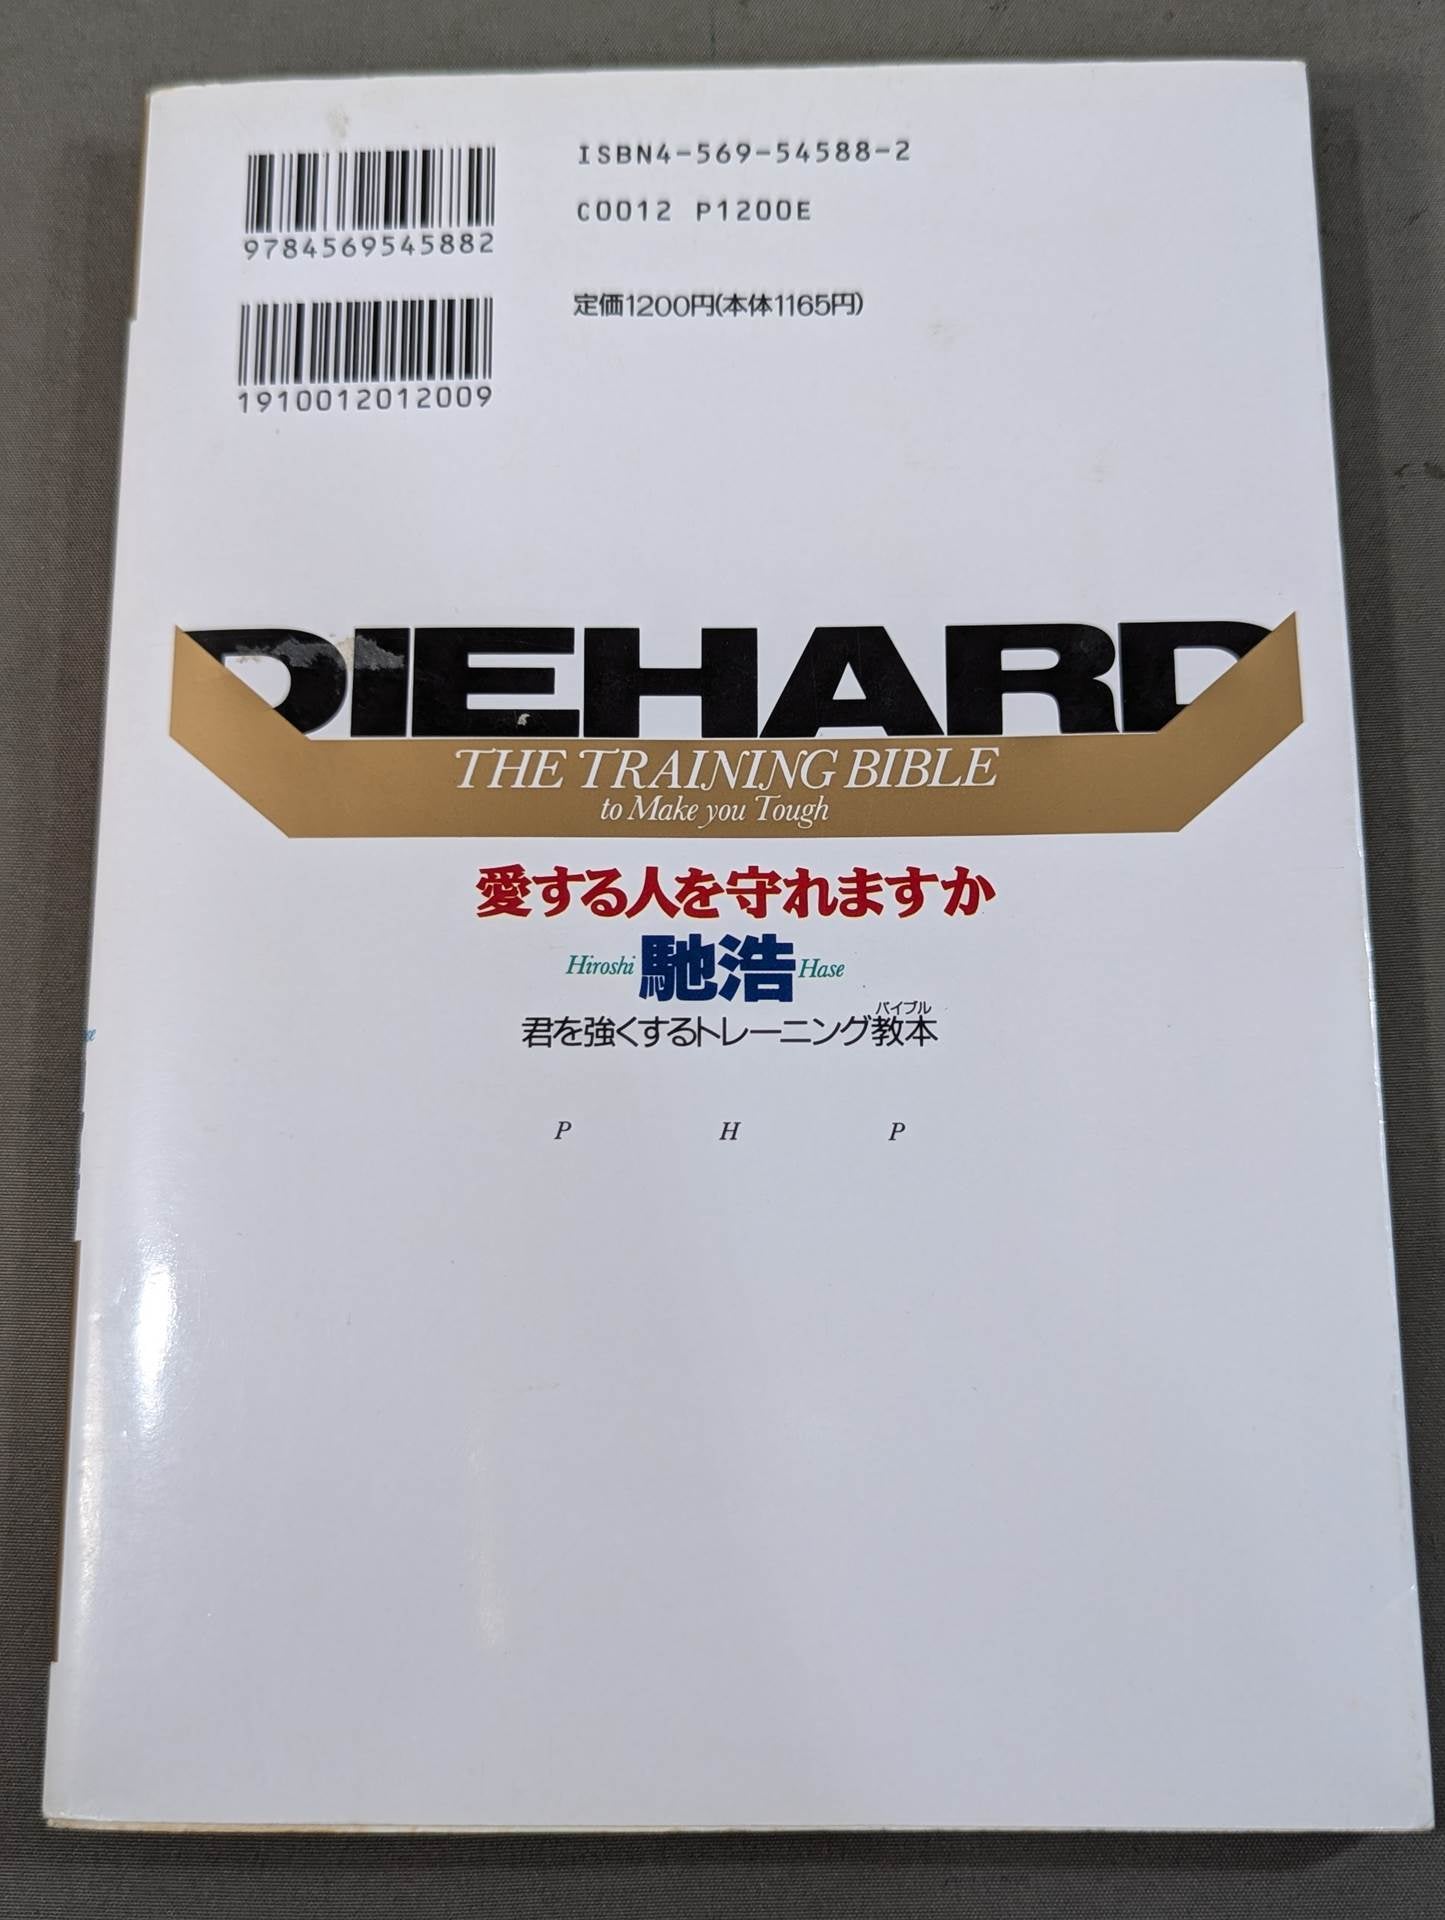 ISBN4-569-54588-2
C0012 P1200E
9784569545882
定価1200円(本体1165円)
1910012012009
DIEHARD
THE TRAINING BIBLE
to Make you Tough
愛する人を守れますか
Hiroshi 馳浩 Hase
バイブル
君を強くするトレーニング教本
P H P